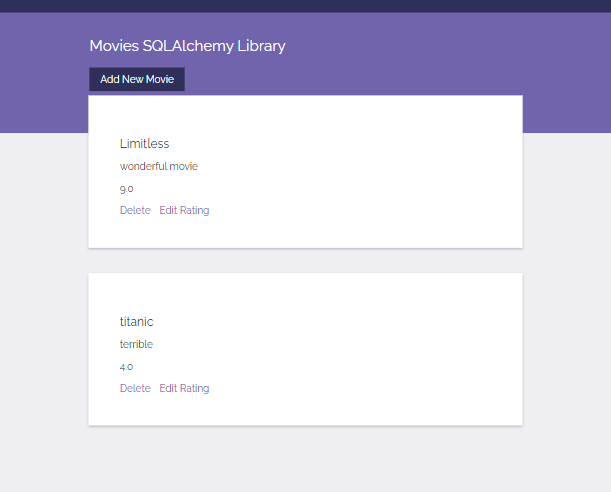 Movies SQLAlchemy Library
Add New Movie
Limitless
wonderful movie
9.0
Delete Edit Rating
titanic
terrible
4.0
Delete Edit Rating